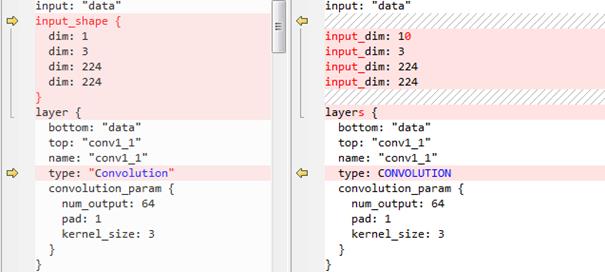 input: "data"
input_shape {
  dim: 1
  dim: 3
  dim: 224
  dim: 224
}
layer {
  bottom: "data"
  top: "conv1_1"
  name: "conv1_1"
  type: "Convolution"
  convolution_param {
    num_output: 64
    pad: 1
    kernel_size: 3
  }
}
input: "data"
input_dim: 10
input_dim: 3
input_dim: 224
input_dim: 224
layers {
  bottom: "data"
  top: "conv1_1"
  name: "conv1_1"
  type: CONVOLUTION
  convolution_param {
    num_output: 64
    pad: 1
    kernel_size: 3
  }
}